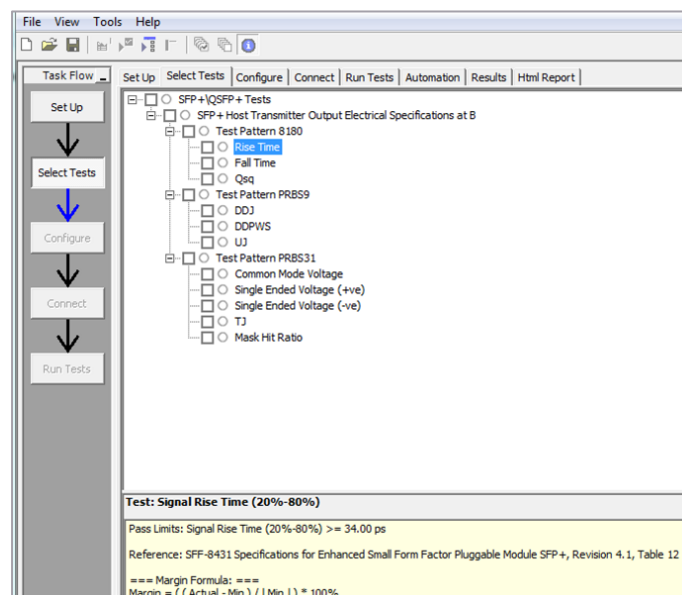 File View Tools Help
Task Flow
Set Up Select Tests Configure Connect Run Tests Automation Results Html Report
Set Up
Select Tests
Configure
Connect
Run Tests
SFP+\QSFP+ Tests
SFP+ Host Transmitter Output Electrical Specifications at B
Test Pattern 8180
Rise Time
Fall Time
Qsq
Test Pattern PRBS9
DDJ
DDPWS
UJ
Test Pattern PRBS31
Common Mode Voltage
Single Ended Voltage (+ve)
Single Ended Voltage (-ve)
TJ
Mask Hit Ratio
Test: Signal Rise Time (20%-80%)
Pass Limits: Signal Rise Time (20%-80%) >= 34.00 ps
Reference: SFF-8431 Specifications for Enhanced Small Form Factor Pluggable Module SFP+, Revision 4.1, Table 12
=== Margin Formula: ===
Margin = ( ( Actual - Min ) / | Min | ) * 100%